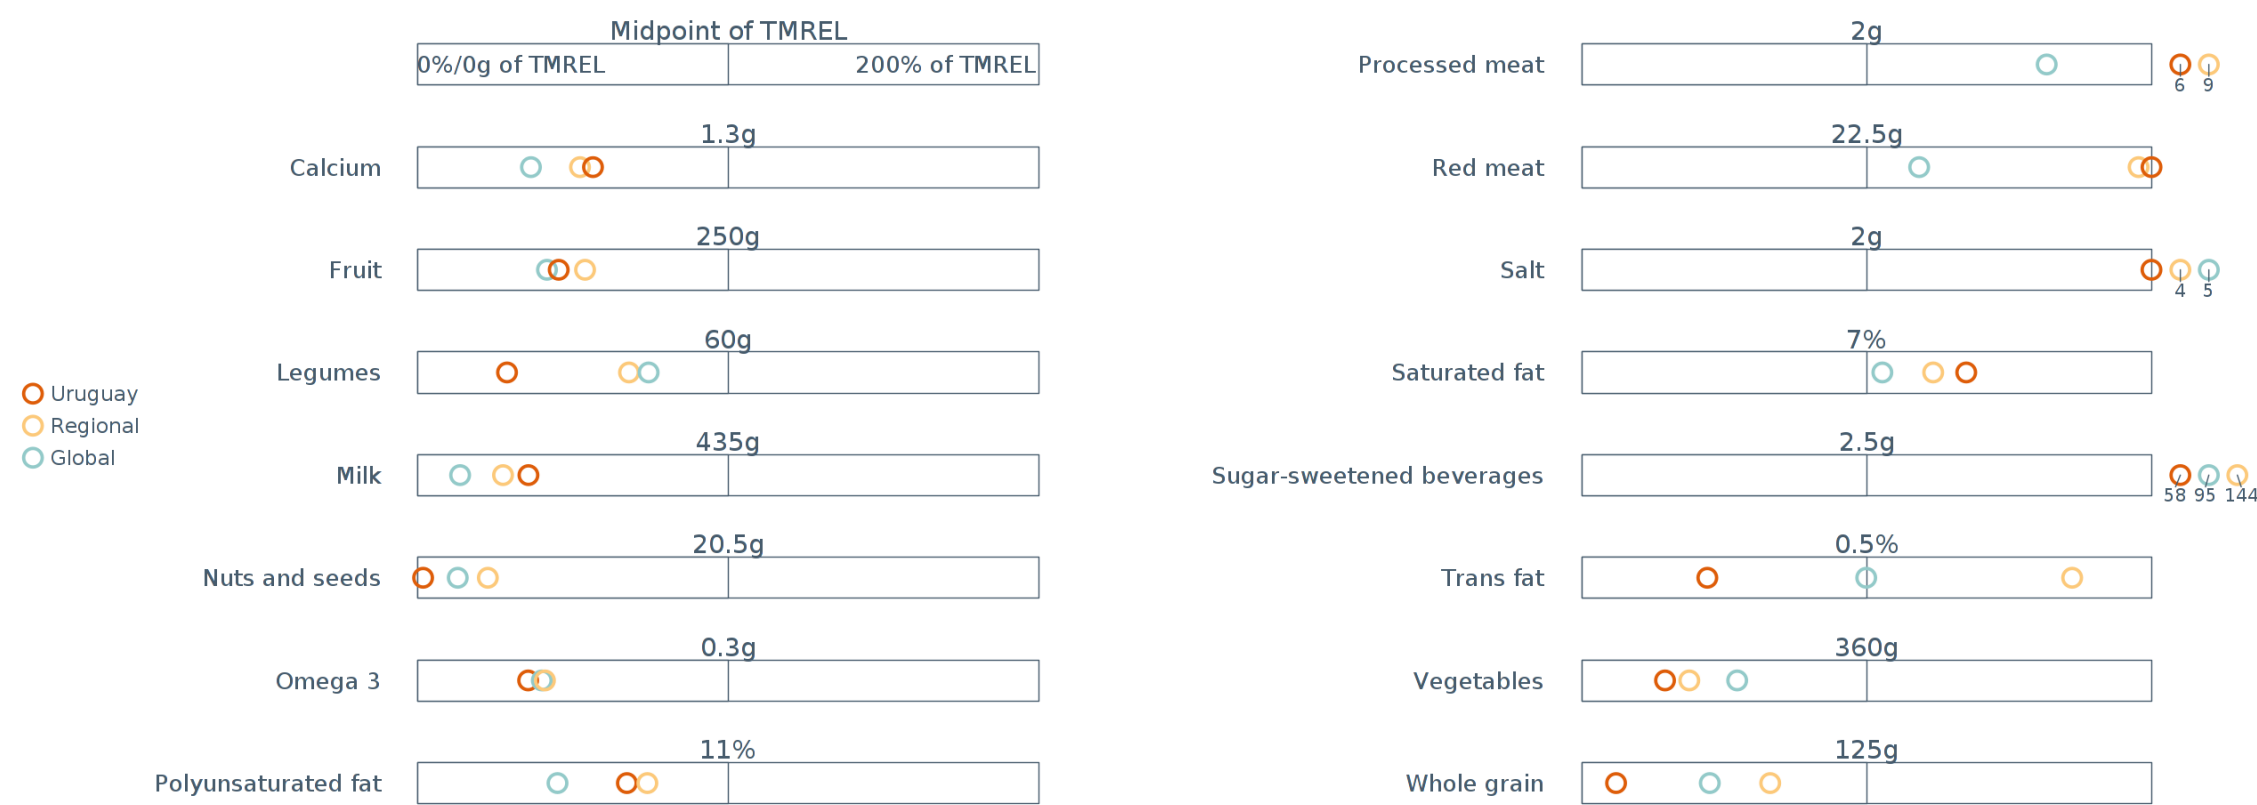 Midpoint of TMREL
0%/0g of TMREL 200% of TMREL
Calcium 1.3g
Fruit 250g
Legumes 60g
Milk 435g
Nuts and seeds 20.5g
Omega 3 0.3g
Polyunsaturated fat 11%
Uruguay
Regional
Global
Processed meat 2g
6 9
Red meat 22.5g
Salt 2g
4 5
Saturated fat 7%
Sugar-sweetened beverages 2.5g
58 95 144
Trans fat 0.5%
Vegetables 360g
Whole grain 125g